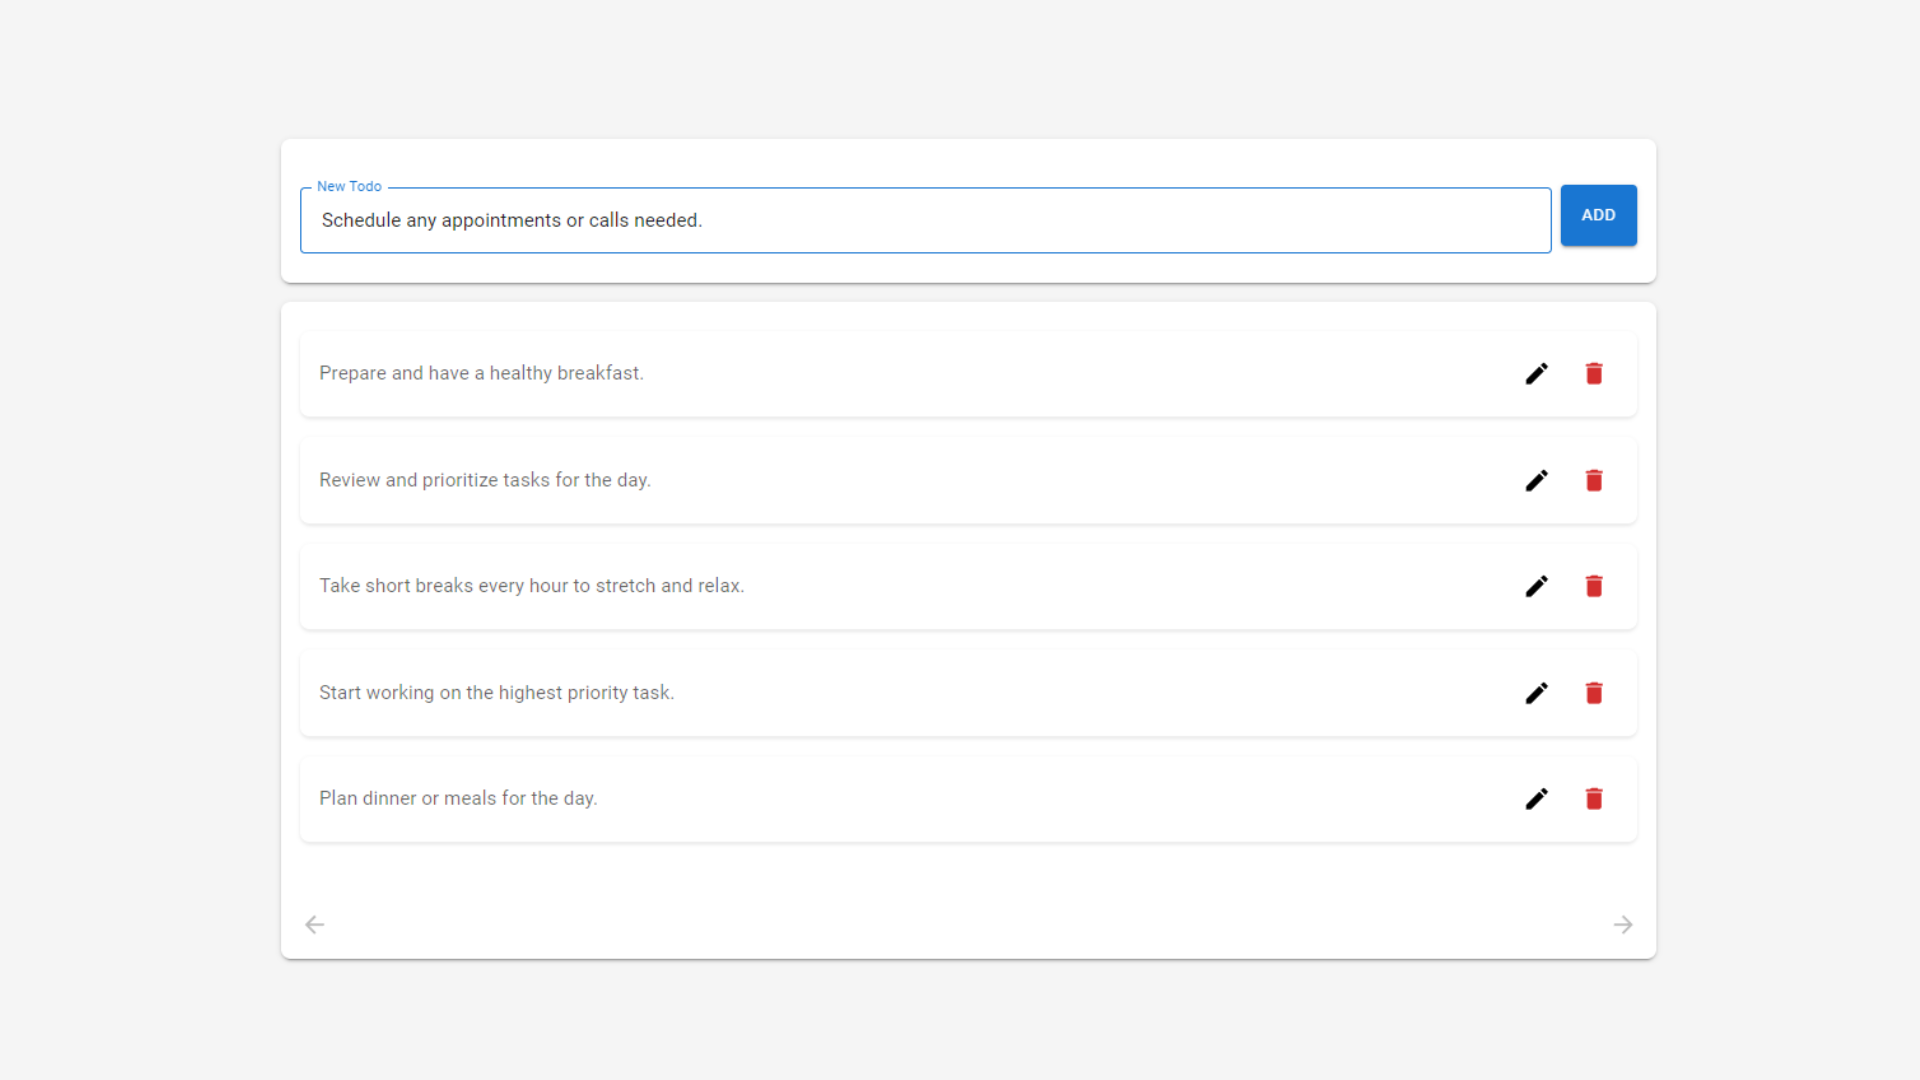 New Todo
Schedule any appointments or calls needed.
ADD
Prepare and have a healthy breakfast.
Review and prioritize tasks for the day.
Take short breaks every hour to stretch and relax.
Start working on the highest priority task.
Plan dinner or meals for the day.